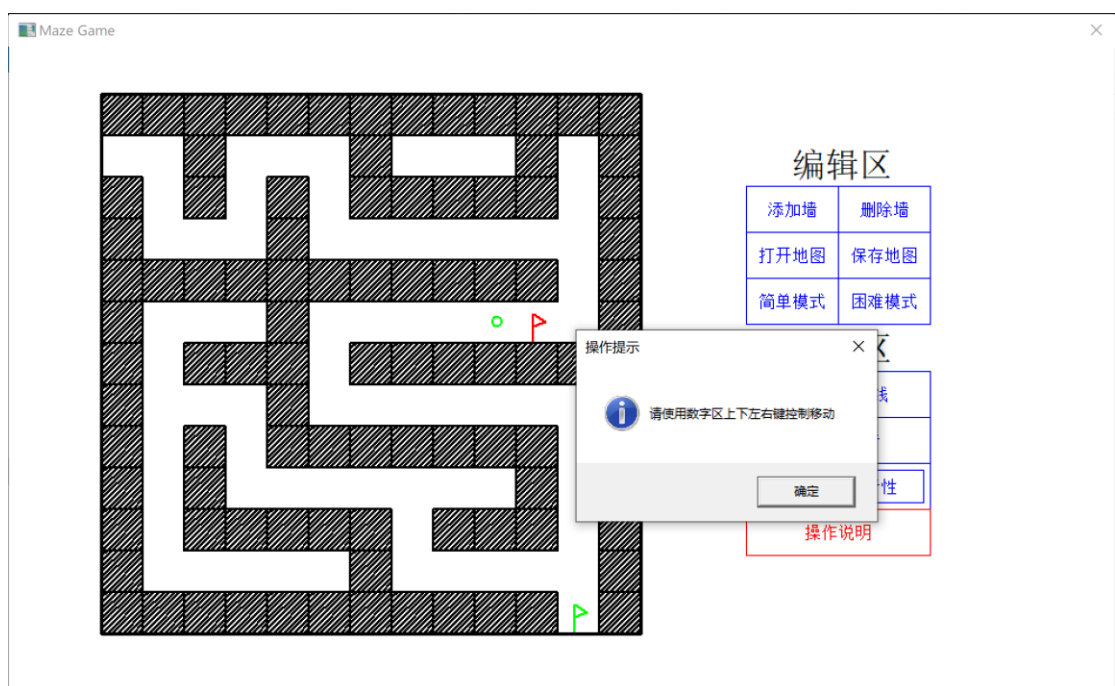 Maze Game
编辑区
添加墙 删除墙
打开地图 保存地图
简单模式 困难模式
区
操作提示
请使用数字区上下左右键控制移动
确定
性
操作说明